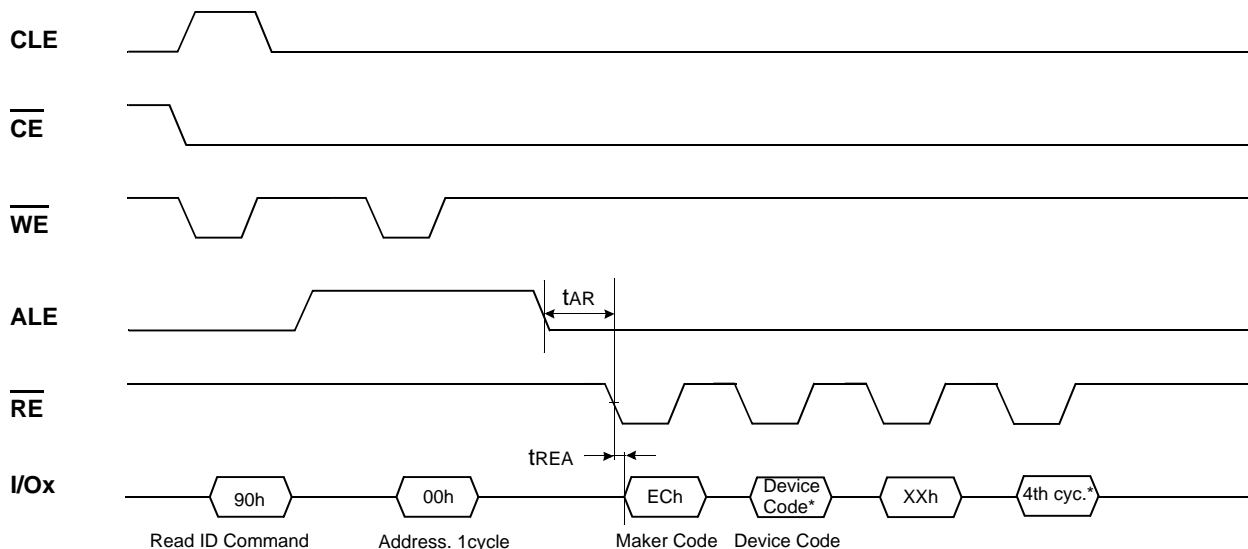 CLE
CE
WE
ALE
tAR
RE
tREA
I/Ox
90h
00h
ECh
Device
Code*
XXh
4th cyc.*
Read ID Command
Address. 1cycle
Maker Code
Device Code